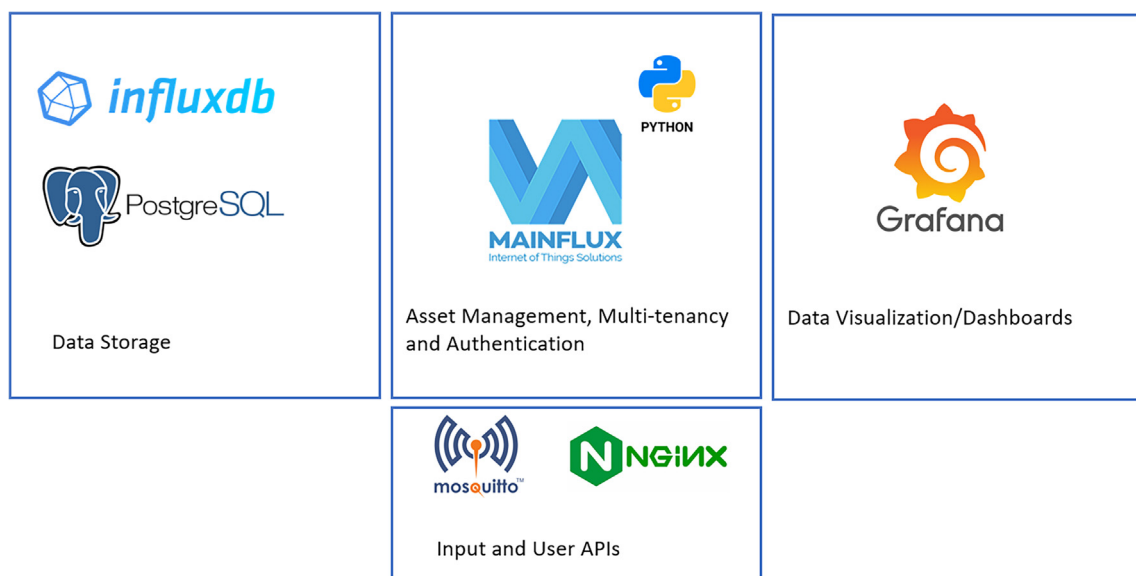 influxdb
PostgreSQL
Data Storage
PYTHON
MAINFLUX
Internet of Things Solutions
Asset Management, Multi-tenancy
and Authentication
Grafana
Data Visualization/Dashboards
mosquitto™
N NGiNX
Input and User APIs